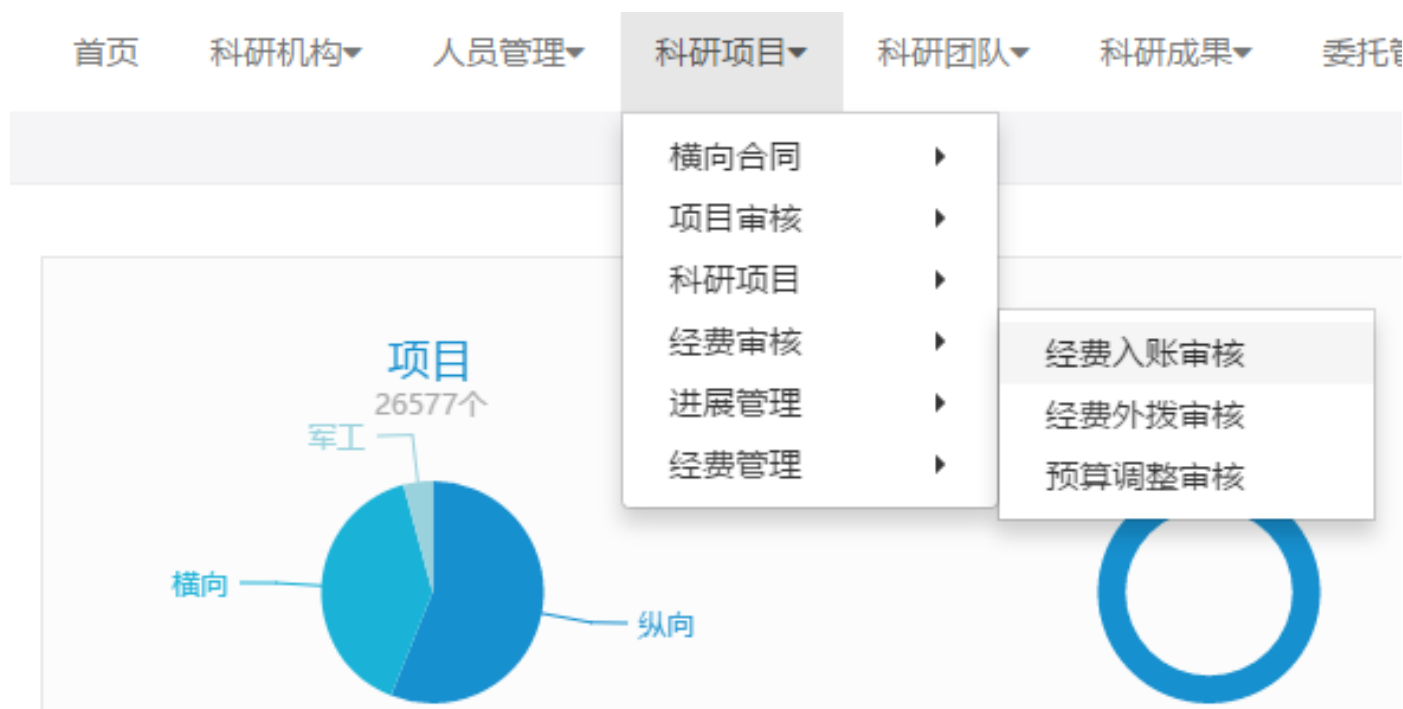 首页 科研机构 人员管理 科研项目 科研团队 科研成果 委托管
横向合同
项目审核
科研项目
经费审核
进展管理
经费管理
经费入账审核
经费外拨审核
预算调整审核
项目
26577个
军工
横向
纵向